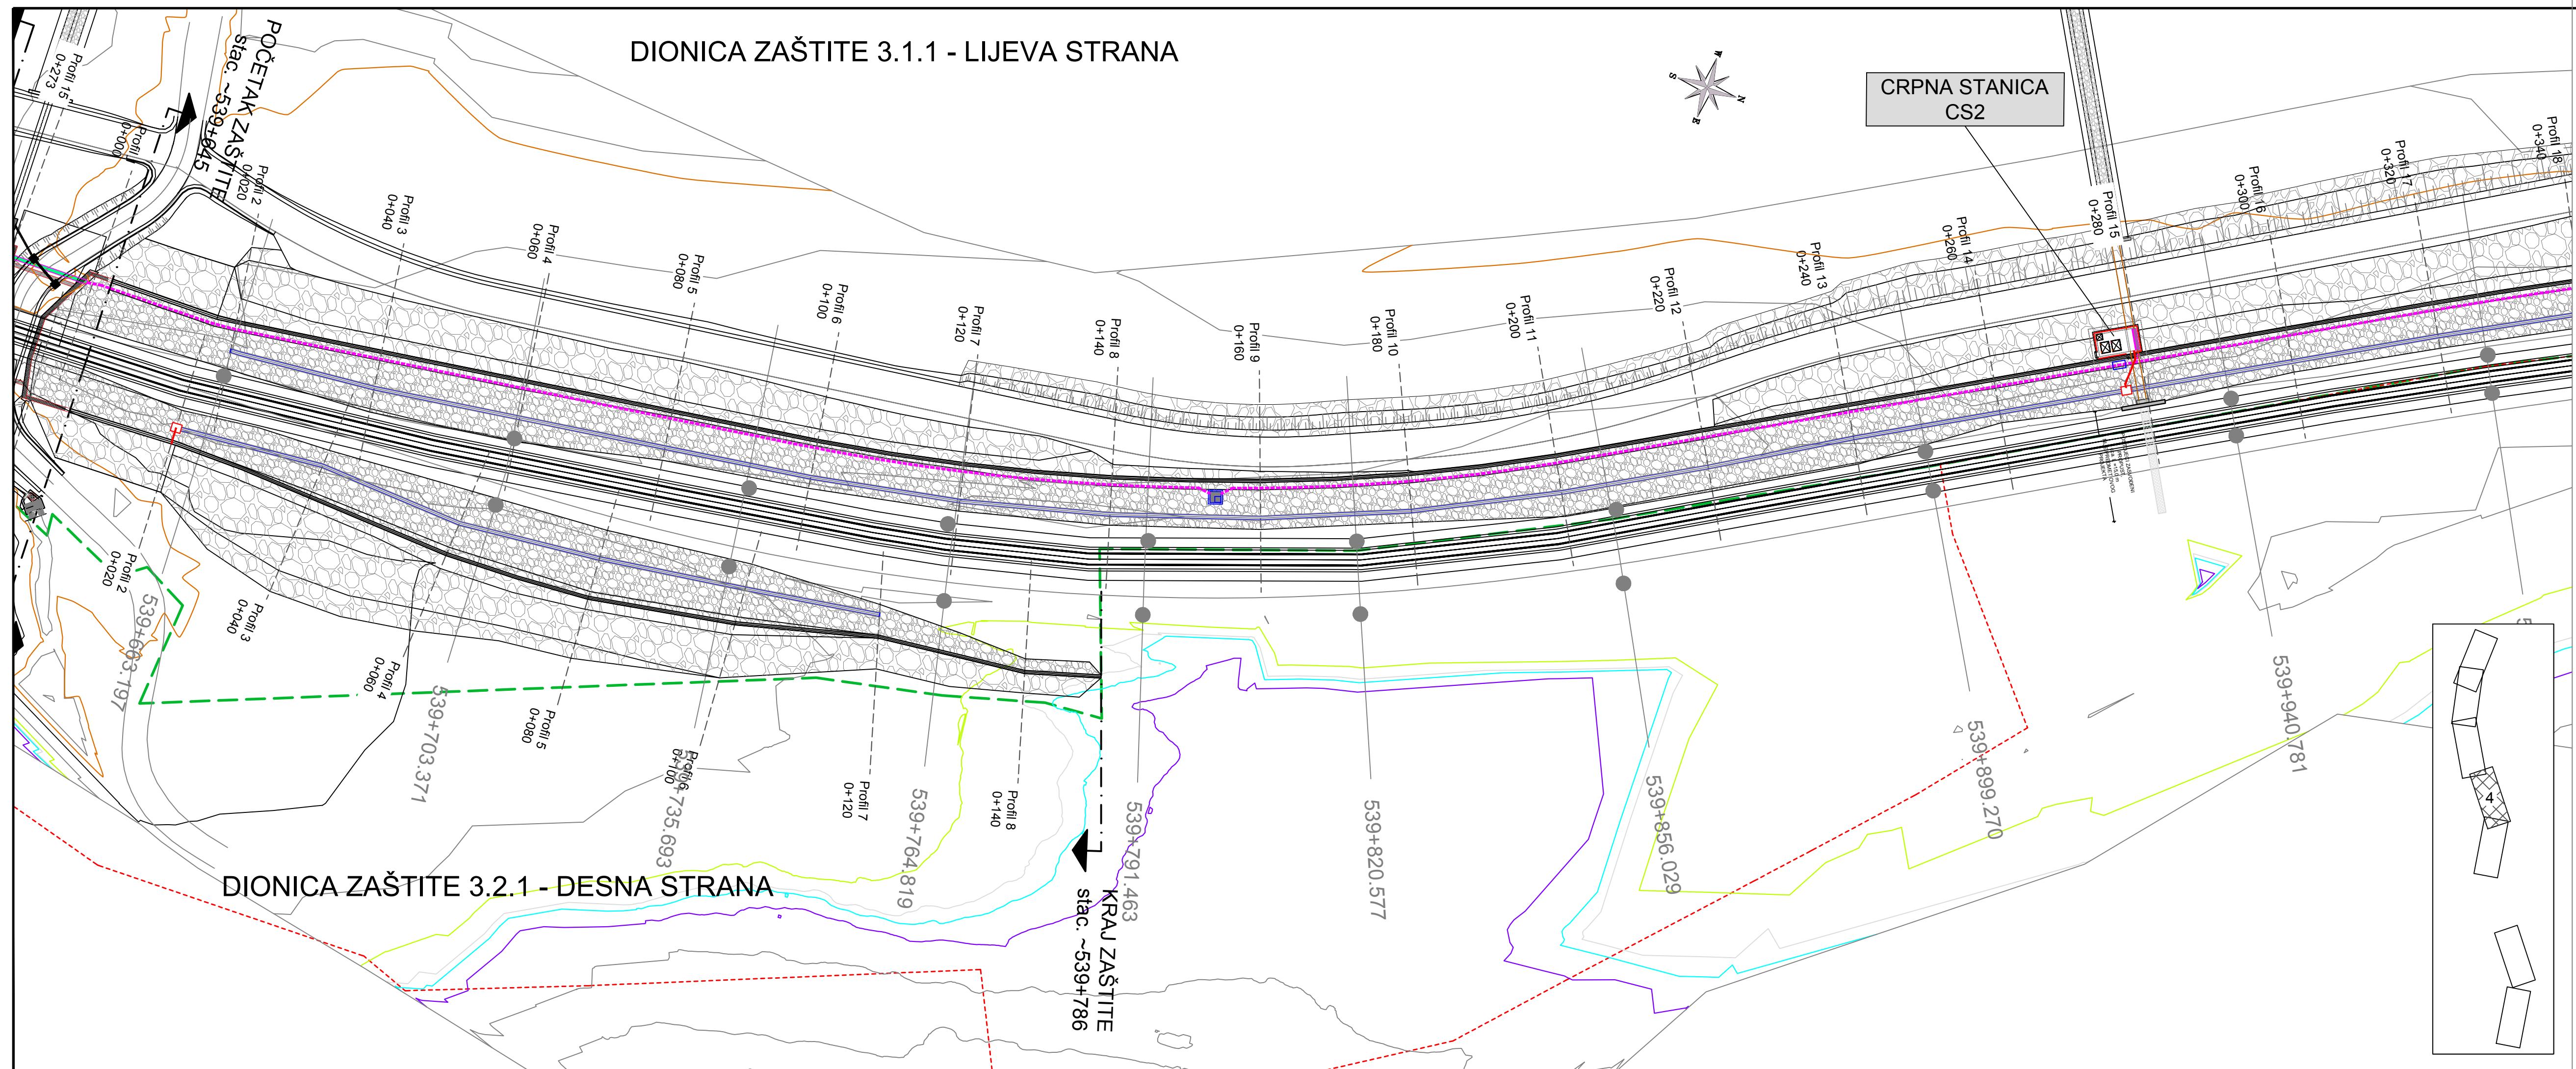 DIONICA ZAŠTITE 3.1.1 - LIJEVA STRANA
POČETAK ZAŠTITE
stac. ~539+645
CRPNA STANICA
CS2
Profil 15
0+273
Profil 1
0+000
Profil 2
0+020
Profil 3
0+040
Profil 4
0+060
Profil 5
0+080
Profil 6
0+100
Profil 7
0+120
Profil 8
0+140
Profil 9
0+160
Profil 10
0+180
Profil 11
0+200
Profil 12
0+220
Profil 13
0+240
Profil 14
0+260
Profil 15
0+280
Profil 16
0+300
Profil 17
0+320
Profil 18
0+340
S
N
E
Profil 2
0+020
Profil 3
0+040
Profil 4
0+060
Profil 5
0+080
Profil 6
0+100
Profil 7
0+120
Profil 8
0+140
539+663.197
539+703.371
539+735.693
539+764.819
539+791.463
539+820.577
539+856.029
539+899.270
539+940.781
DIONICA ZAŠTITE 3.2.1 - DESNA STRANA
KRAJ ZAŠTITE
stac. ~539+786
4